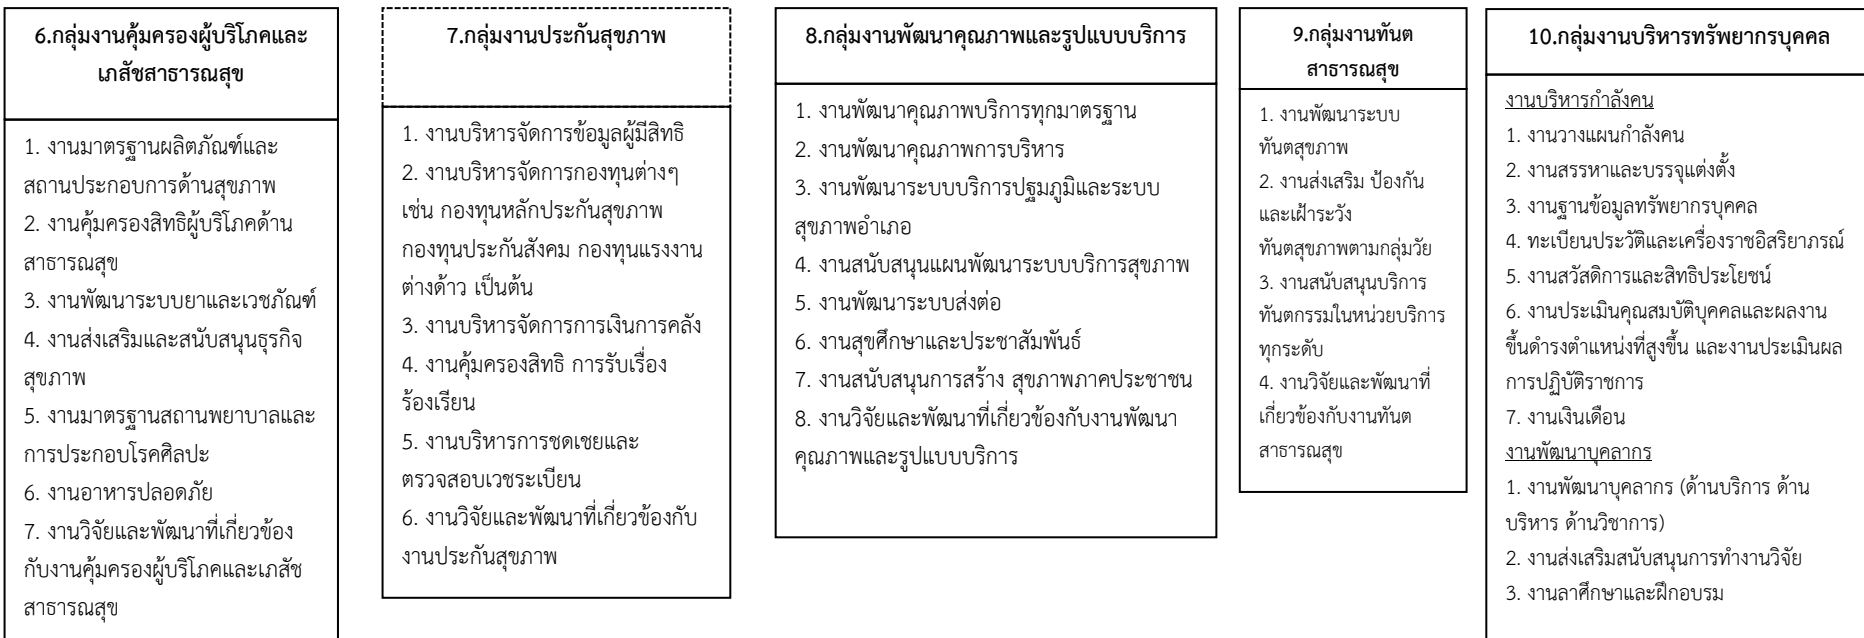 6.กลุ่มงานคุ้มครองผู้บริโภคและ
เภสัชสาธารณสุข
1. งานมาตรฐานผลิตภัณฑ์และ
สถานประกอบการด้านสุขภาพ
2. งานคุ้มครองสิทธิผู้บริโภคด้าน
สาธารณสุข
3. งานพัฒนาระบบยาและเวชภัณฑ์
4. งานส่งเสริมและสนับสนุนธุรกิจ
สุขภาพ
5. งานมาตรฐานสถานพยาบาลและ
การประกอบโรคศิลปะ
6. งานอาหารปลอดภัย
7. งานวิจัยและพัฒนาที่เกี่ยวข้อง
กับงานคุ้มครองผู้บริโภคและเภสัช
สาธารณสุข
7.กลุ่มงานประกันสุขภาพ
1. งานบริหารจัดการข้อมูลผู้มีสิทธิ
2. งานบริหารจัดการกองทุนต่างๆ
เช่น กองทุนหลักประกันสุขภาพ
กองทุนประกันสังคม กองทุนแรงงาน
ต่างด้าว เป็นต้น
3. งานบริหารจัดการการเงินการคลัง
4. งานคุ้มครองสิทธิ การรับเรื่อง
ร้องเรียน
5. งานบริหารการชดเชยและ
ตรวจสอบเวชระเบียน
6. งานวิจัยและพัฒนาที่เกี่ยวข้องกับ
งานประกันสุขภาพ
8.กลุ่มงานพัฒนาคุณภาพและรูปแบบบริการ
1. งานพัฒนาคุณภาพบริการทุกมาตรฐาน
2. งานพัฒนาคุณภาพการบริหาร
3. งานพัฒนาระบบบริการปฐมภูมิและระบบ
สุขภาพอำเภอ
4. งานสนับสนุนแผนพัฒนาระบบบริการสุขภาพ
5. งานพัฒนาระบบส่งต่อ
6. งานสุขศึกษาและประชาสัมพันธ์
7. งานสนับสนุนการสร้าง สุขภาพภาคประชาชน
8. งานวิจัยและพัฒนาที่เกี่ยวข้องกับงานพัฒนา
คุณภาพและรูปแบบบริการ
9.กลุ่มงานทันต
สาธารณสุข
1. งานพัฒนาระบบ
ทันตสุขภาพ
2. งานส่งเสริม ป้องกัน
และเฝ้าระวัง
ทันตสุขภาพตามกลุ่มวัย
3. งานสนับสนุนบริการ
ทันตกรรมในหน่วยบริการ
ทุกระดับ
4. งานวิจัยและพัฒนาที่
เกี่ยวข้องกับงานทันต
สาธารณสุข
10.กลุ่มงานบริหารทรัพยากรบุคคล
งานบริหารกำลังคน
1. งานวางแผนกำลังคน
2. งานสรรหาและบรรจุแต่งตั้ง
3. งานฐานข้อมูลทรัพยากรบุคคล
4. ทะเบียนประวัติและเครื่องราชอิสริยาภรณ์
5. งานสวัสดิการและสิทธิประโยชน์
6. งานประเมินคุณสมบัติบุคคลและผลงาน
ขึ้นดำรงตำแหน่งที่สูงขึ้น และงานประเมินผล
การปฏิบัติราชการ
7. งานเงินเดือน
งานพัฒนาบุคลากร
1. งานพัฒนาบุคลากร (ด้านบริการ ด้าน
บริหาร ด้านวิชาการ)
2. งานส่งเสริมสนับสนุนการทำงานวิจัย
3. งานลาศึกษาและฝึกอบรม